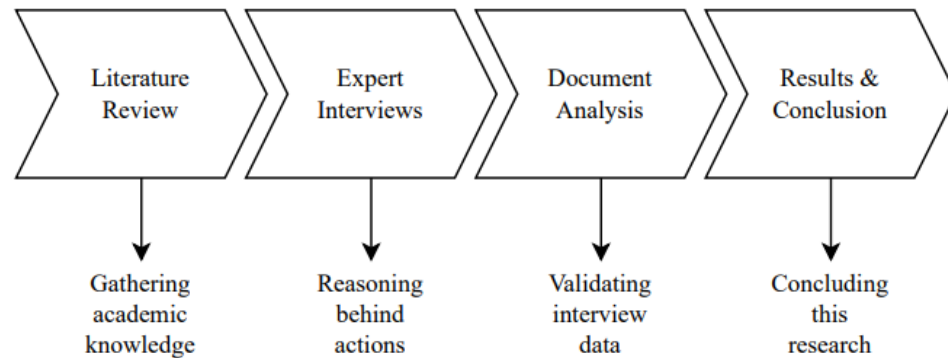 Literature
Review
Expert
Interviews
Document
Analysis
Results &
Conclusion
Gathering
academic
knowledge
Reasoning
behind
actions
Validating
interview
data
Concluding
this
research